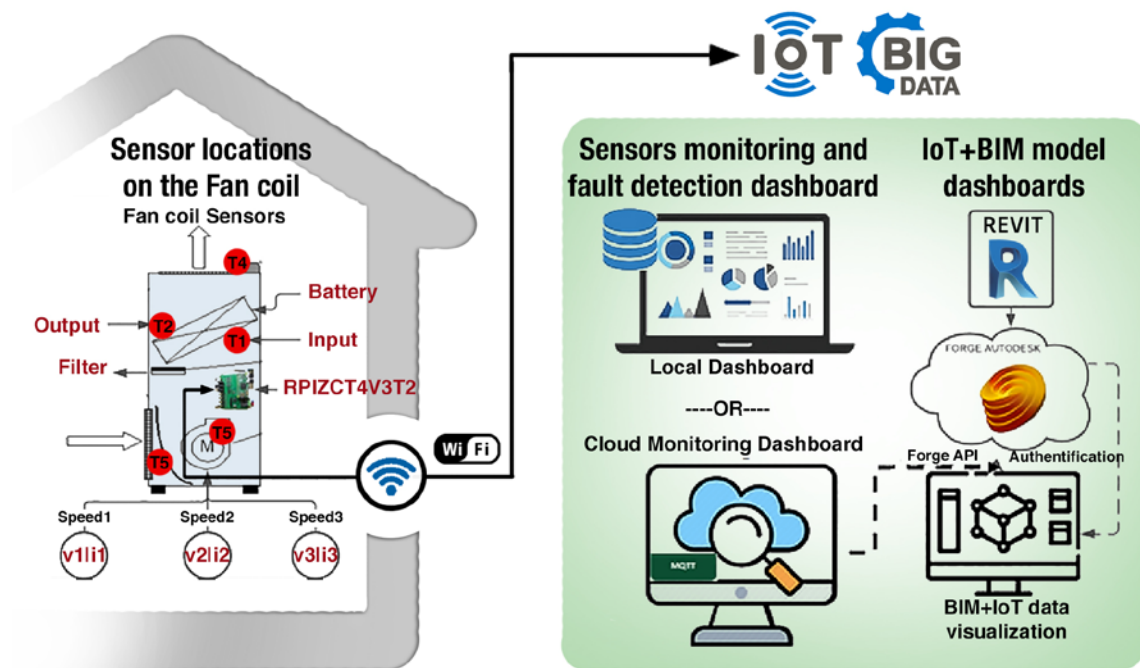 IoT
BIG
DATA
Sensor locations
on the Fan coil
Fan coil Sensors
T4
Battery
Output
T2
T1
Input
Filter
RPIZCT4V3T2
T5
M
T5
Wi Fi
Speed1
Speed2
Speed3
v1|i1
v2|i2
v3|i3
Sensors monitoring and
fault detection dashboard
Local Dashboard
----OR----
Cloud Monitoring Dashboard
MQTT
IoT+BIM model
dashboards
REVIT
R
FORGE AUTODESK
Forge API
Authentification
BIM+IoT data
visualization